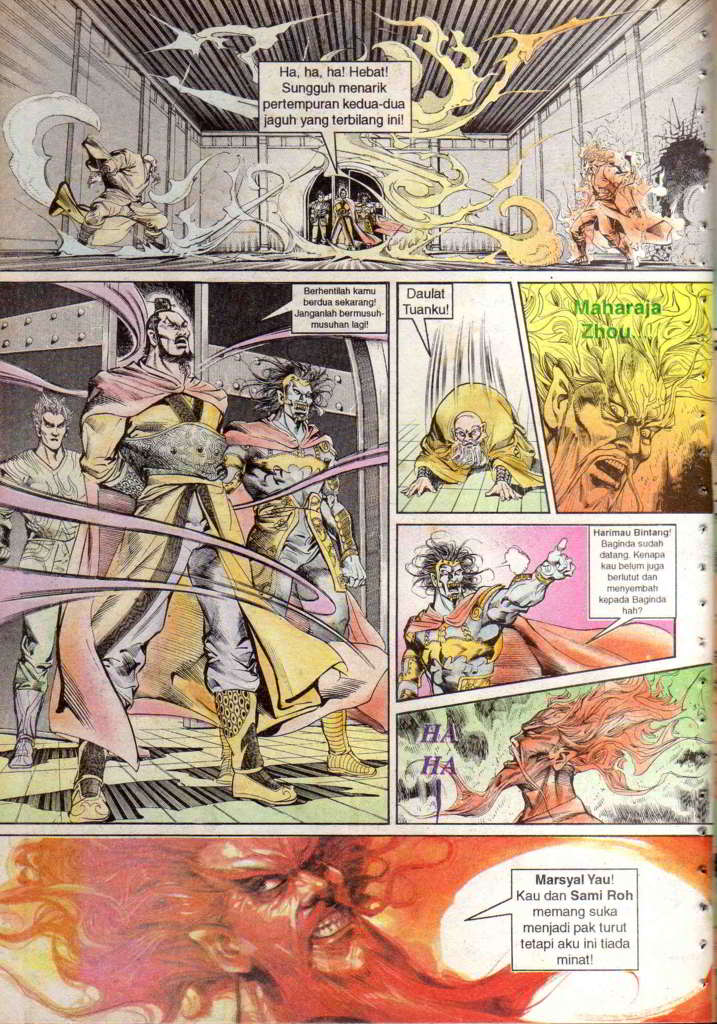 Ha, ha, ha! Hebat!
Sungguh menarik
pertempuran kedua-dua
jaguh yang terbilang ini!
Berhentilah kamu
berdua sekarang!
Janganlah bermusuh-
musuhan lagi!
Daulat
Tuanku!
Maharaja
Zhou.....
Harimau Bintang!
Baginda sudah
datang. Kenapa
kau belum juga
berlutut dan
menyembah
kepada Baginda
hah?
HA
HA
Marsyal Yau!
Kau dan Sami Roh
memang suka
menjadi pak turut
tetapi aku ini tiada
minat!